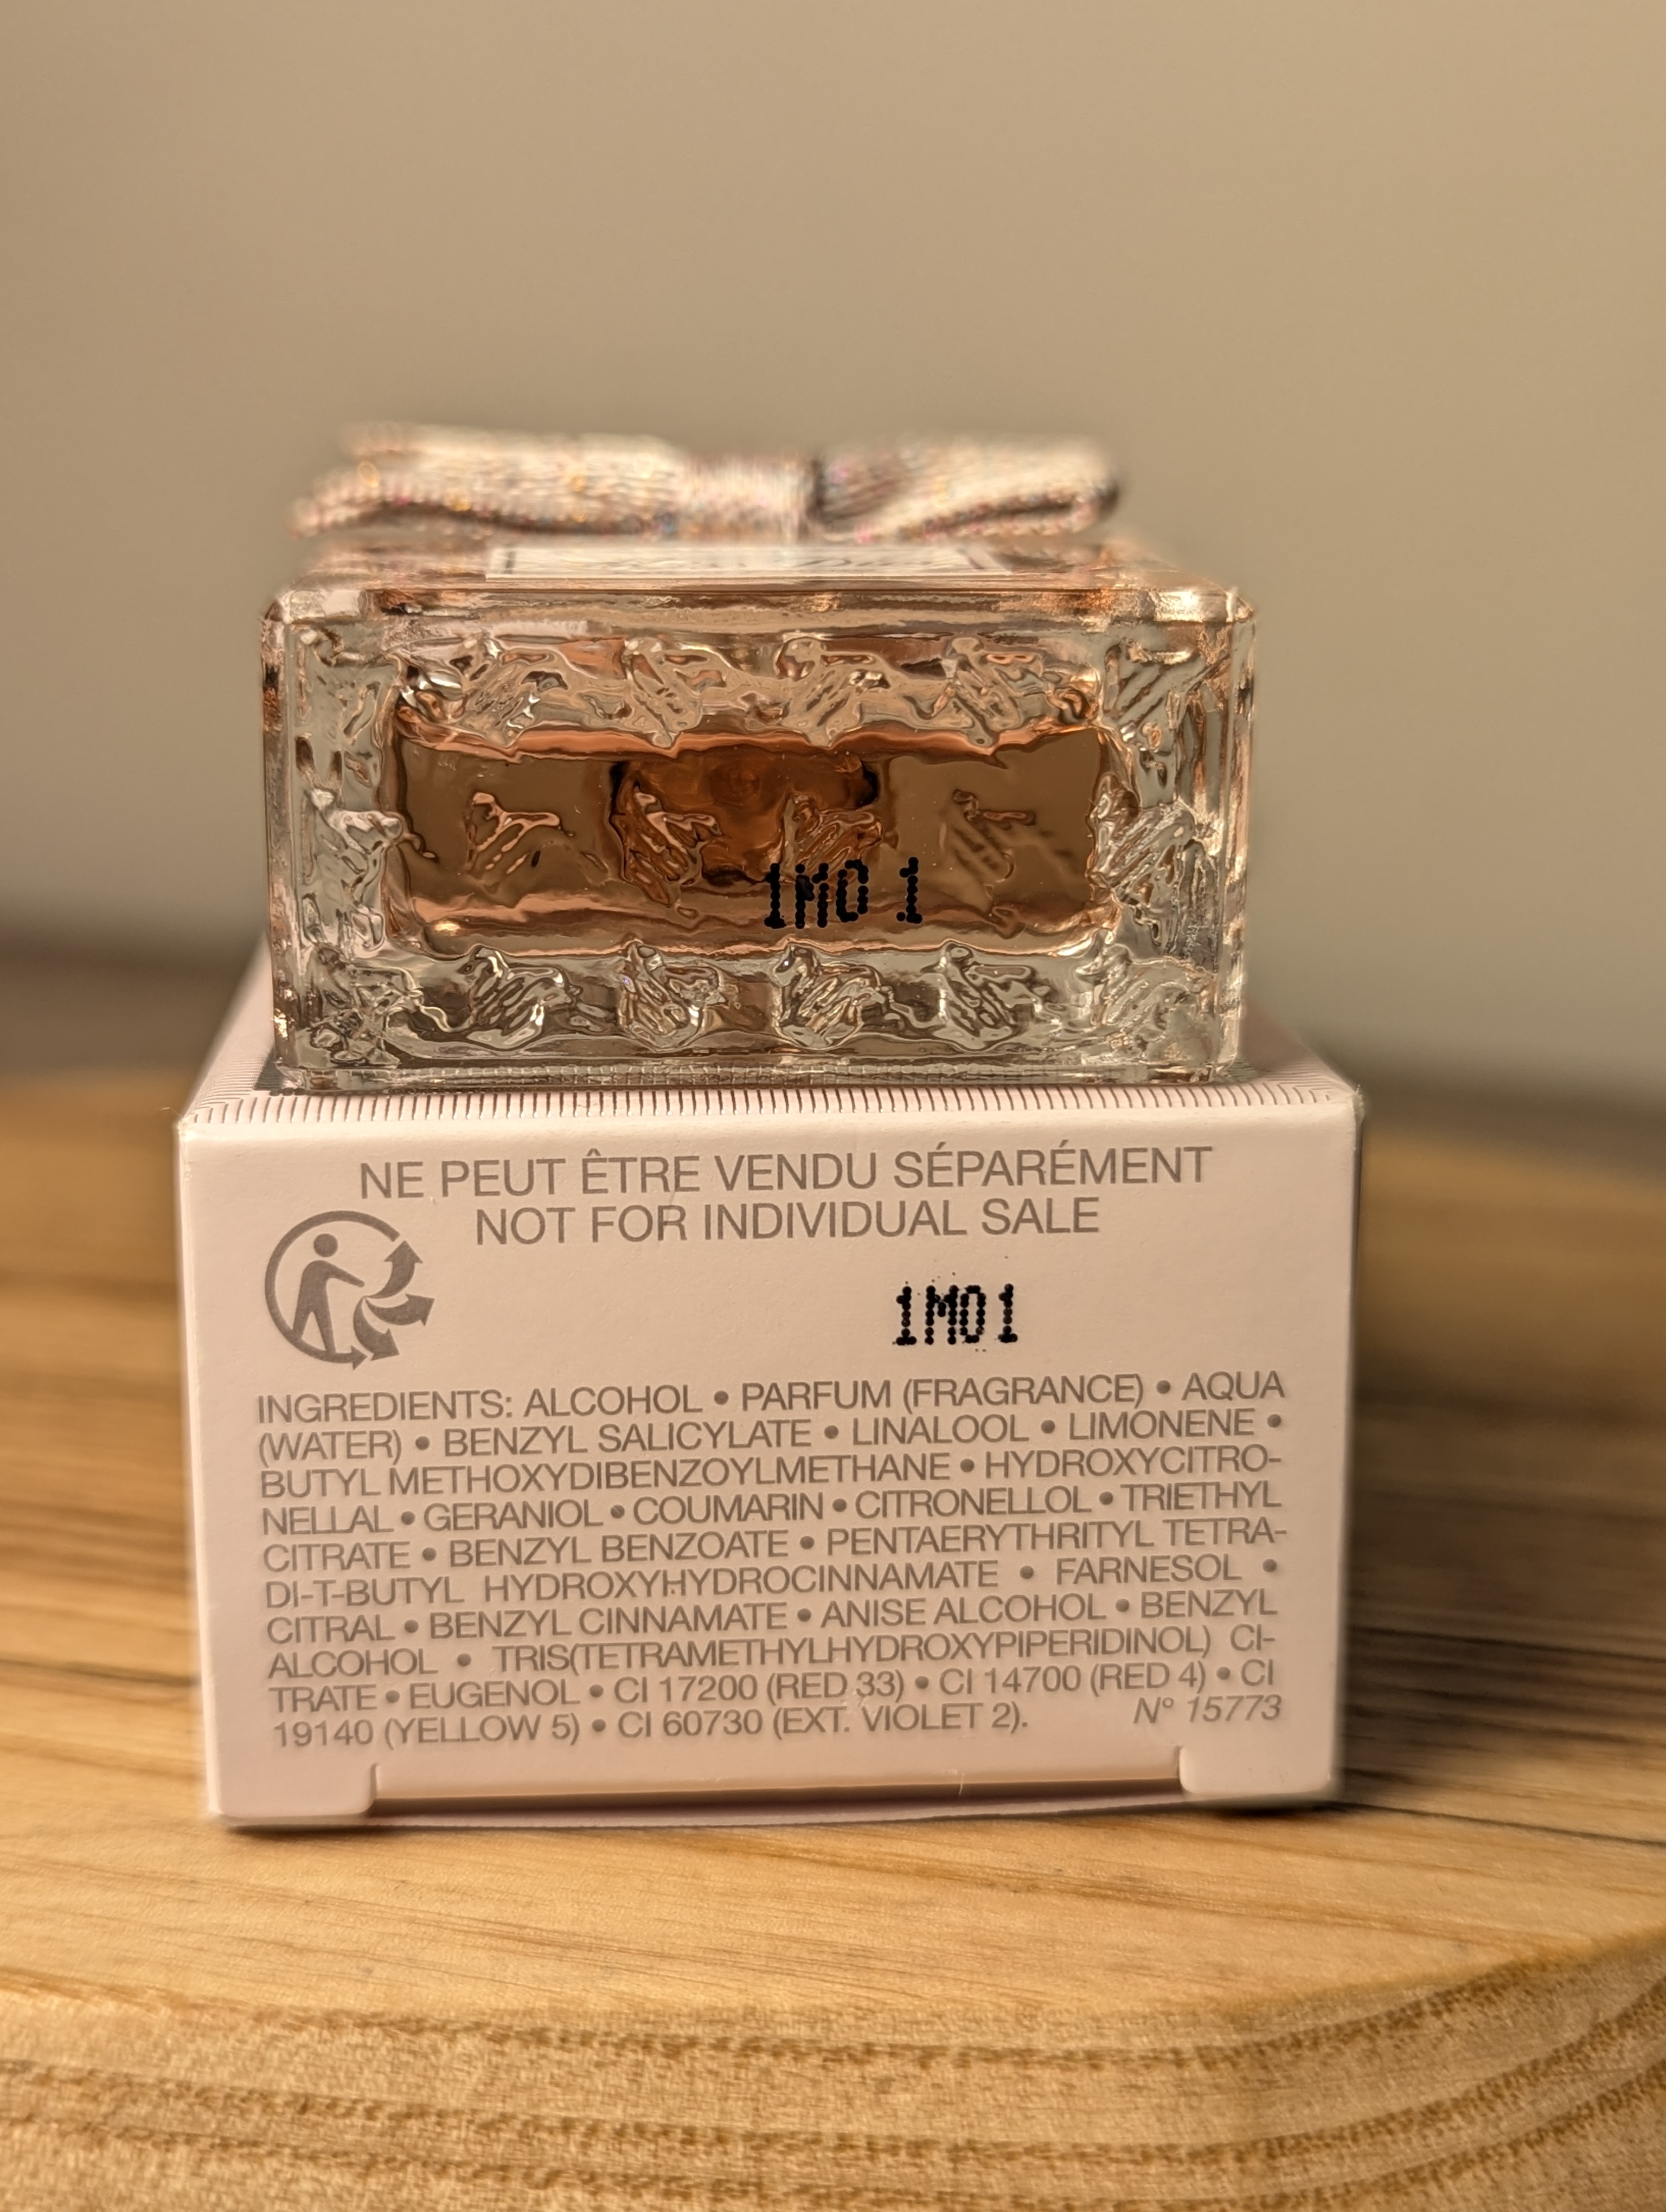 1M01
NE PEUT ÊTRE VENDU SÉPARÉMENT
NOT FOR INDIVIDUAL SALE
1M01
INGREDIENTS: ALCOHOL • PARFUM (FRAGRANCE) • AQUA
(WATER) • BENZYL SALICYLATE • LINALOOL • LIMONENE •
BUTYL METHOXYDIBENZOYLMETHANE • HYDROXYCITRO-
NELLAL • GERANIOL • COUMARIN • CITRONELLOL • TRIETHYL
CITRATE • BENZYL BENZOATE • PENTAERYTHRITYL TETRA-
DI-T-BUTYL HYDROXYHYDROCINNAMATE • FARNESOL •
CITRAL • BENZYL CINNAMATE • ANISE ALCOHOL • BENZYL
ALCOHOL • TRIS(TETRAMETHYLHYDROXYPIPERIDINOL) CI-
TRATE • EUGENOL • CI 17200 (RED 33) • CI 14700 (RED 4) • CI
19140 (YELLOW 5) • CI 60730 (EXT. VIOLET 2). N° 15773